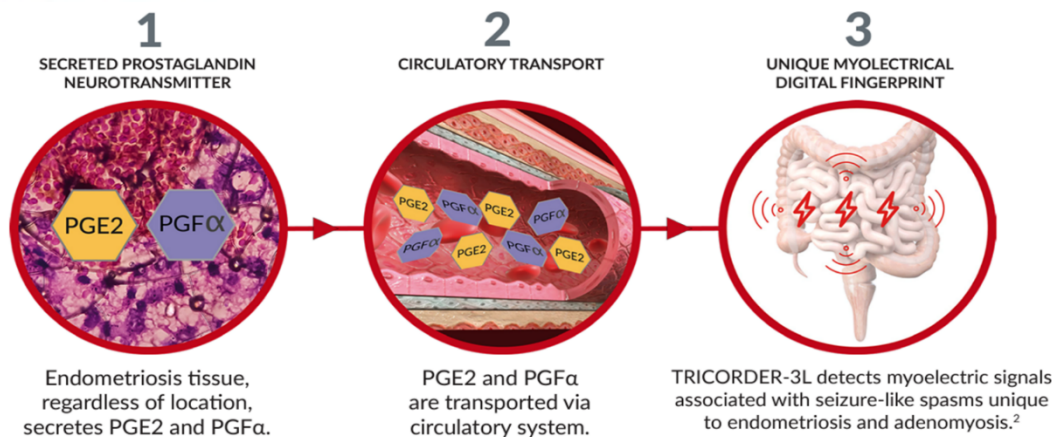 1
SECRETED PROSTAGLANDIN
NEUROTRANSMITTER
PGE2
PGFα
Endometriosis tissue,
regardless of location,
secretes PGE2 and PGFα.
2
CIRCULATORY TRANSPORT
PGE2
PGFα
PGE2
PGFα
PGFα
PGE2
PGFα
PGE2
PGE2 and PGFα
are transported via
circulatory system.
3
UNIQUE MYOLECTRICAL
DIGITAL FINGERPRINT
TRICORDER-3L detects myoelectric signals
associated with seizure-like spasms unique
to endometriosis and adenomyosis.²